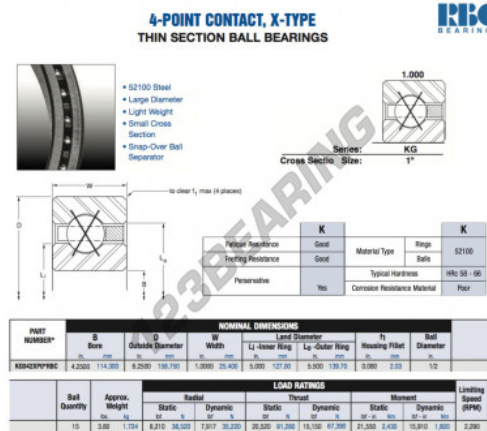 4-POINT CONTACT, X-TYPE
THIN SECTION BALL BEARINGS
RBC
BEARINGS
• 52100 Steel
• Large Diameter
• Light Weight
• Small Cross
Section
• Snap-Over Ball
Separator
1.000
Series: KG
Cross Sectio Size: 1"
W
to clear f₁ max (4 places)
D
B
123BEARING
K K
Fatigue Resistance Good Material Type Rings 52100
Fretting Resistance Good Balls
Perservative Yes Typical Hardness HRc 58 - 66
Corrosion Resistance Material Poor
PART NUMBER* NOMINAL DIMENSIONS
B Bore D Outside Diameter W Width Land Diameter f₁ Housing Fillet Ball Diameter
Lᵢ -Inner Ring L₀ -Outer Ring
in. mm in. mm in. mm in. mm in. mm in. mm in.
4.2500 114.300 6.2500 158.750 1.0000 25.400 5.000 127.00 5.500 139.70 0.080 2.03 1/2
Ball Quantity Approx. Weight LOAD RATINGS Limiting Speed (RPM)
Radial Thrust Moment
Static Dynamic Static Dynamic Static Dynamic
lbs. kg lbf N lbf N lbf N lbf N lbf - in Nm lbf - in Nm
15 3.80 1.724 8,210 36,520 7,917 35,220 20,520 91,280 15,150 67,390 21,550 2,430 15,910 1,800 2,290